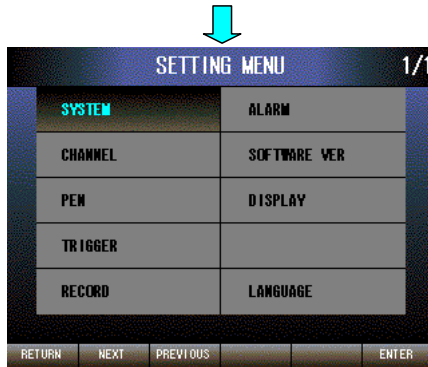 SETTING MENU 1/1
SYSTEM ALARM
CHANNEL SOFTWARE VER
PEN DISPLAY
TRIGGER
RECORD LANGUAGE
RETURN NEXT PREVIOUS ENTER